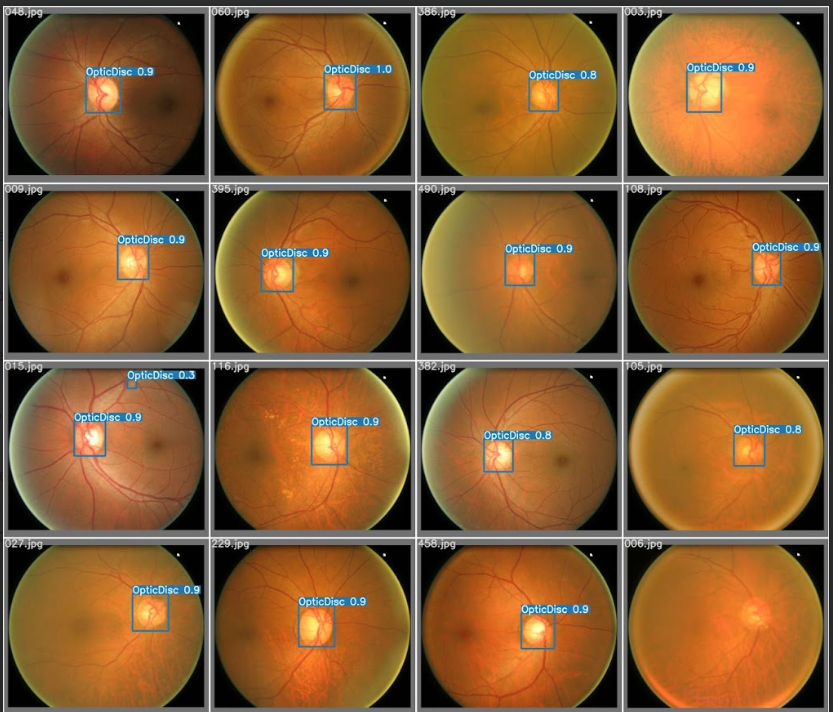 048.jpg
060.jpg
386.jpg
003.jpg
OpticDisc 0.9
OpticDisc 1.0
OpticDisc 0.8
OpticDisc 0.9
009.jpg
395.jpg
490.jpg
108.jpg
OpticDisc 0.9
OpticDisc 0.9
OpticDisc 0.9
OpticDisc 0.9
015.jpg
116.jpg
382.jpg
105.jpg
OpticDisc 0.3
OpticDisc 0.9
OpticDisc 0.9
OpticDisc 0.8
OpticDisc 0.8
027.jpg
229.jpg
458.jpg
006.jpg
OpticDisc 0.9
OpticDisc 0.9
OpticDisc 0.9